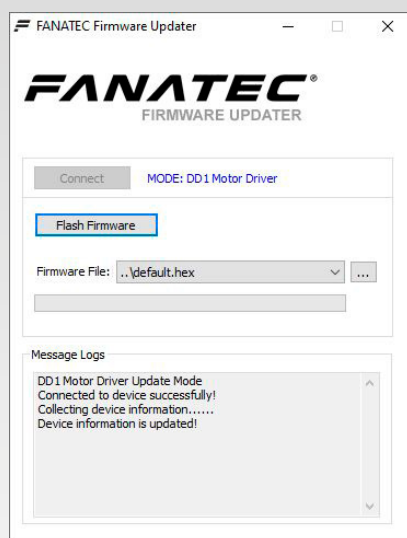 FANATEC Firmware Updater
FANATEC®
FIRMWARE UPDATER
Connect
MODE: DD1 Motor Driver
Flash Firmware
Firmware File: ..\default.hex ...
Message Logs
DD1 Motor Driver Update Mode
Connected to device successfully!
Collecting device information......
Device information is updated!